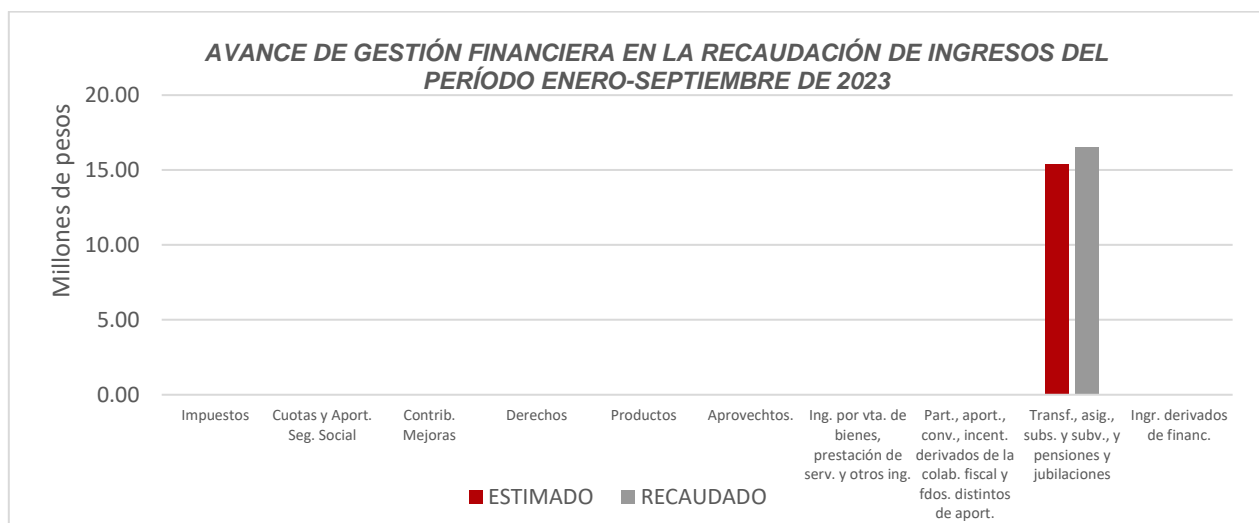 AVANCE DE GESTIÓN FINANCIERA EN LA RECAUDACIÓN DE INGRESOS DEL
PERÍODO ENERO-SEPTIEMBRE DE 2023
Millones de pesos
20.00
15.00
10.00
5.00
0.00
Impuestos
Cuotas y Aport.
Seg. Social
Contrib.
Mejoras
Derechos
Productos
Aprovechtos.
Ing. por vta. de
bienes,
prestación de
serv. y otros ing.
Part., aport.,
conv., incent.
derivados de la
colab. fiscal y
fdos. distintos
de aport.
Transf., asig.,
subs. y subv., y
pensiones y
jubilaciones
Ingr. derivados
de financ.
ESTIMADO
RECAUDADO